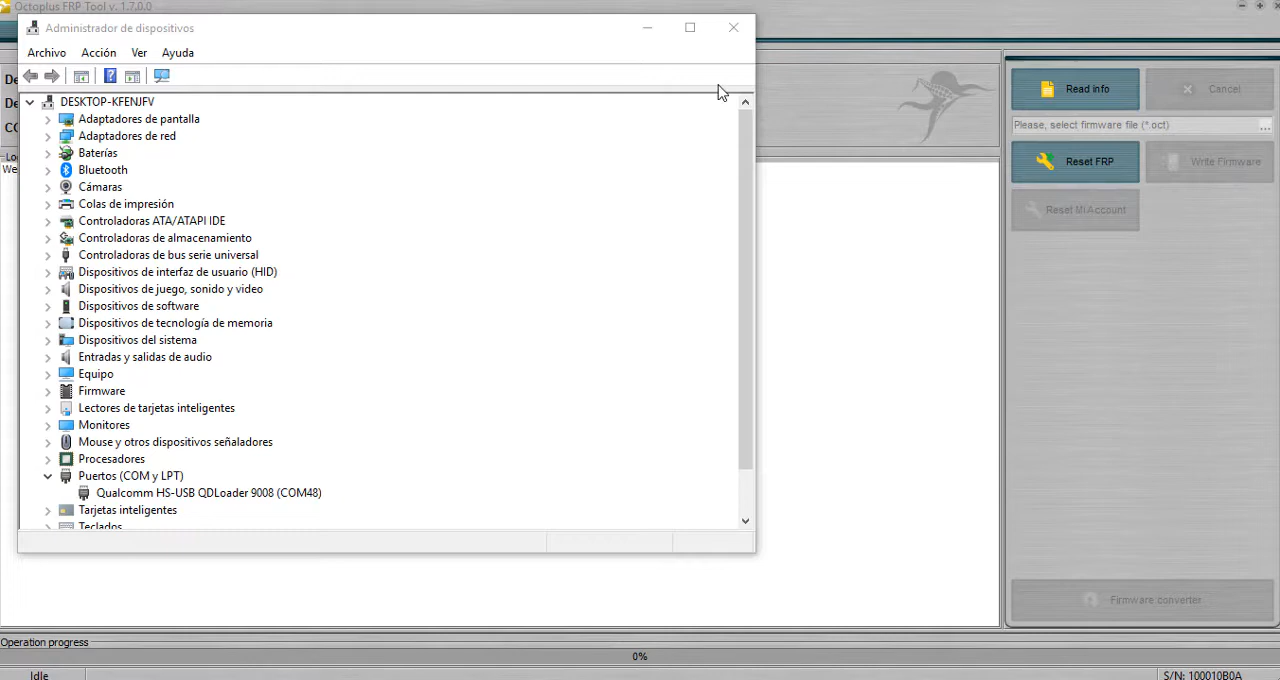 Octoplus FRP Tool v. 1.7.0.0
Administrador de dispositivos
Archivo Acción Ver Ayuda
DESKTOP-KFENJFV
Adaptadores de pantalla
Adaptadores de red
Baterías
Bluetooth
Cámaras
Colas de impresión
Controladoras ATA/ATAPI IDE
Controladoras de almacenamiento
Controladoras de bus serie universal
Dispositivos de interfaz de usuario (HID)
Dispositivos de juego, sonido y video
Dispositivos de software
Dispositivos de tecnología de memoria
Dispositivos del sistema
Entradas y salidas de audio
Equipo
Firmware
Lectores de tarjetas inteligentes
Monitores
Mouse y otros dispositivos señaladores
Procesadores
Puertos (COM y LPT)
Qualcomm HS-USB QDLoader 9008 (COM48)
Tarjetas inteligentes
Teclados
De
De
CO
Lo
We
Read info Cancel
Please, select firmware file (*.oct) ...
Reset FRP Write Firmware
Reset Mi Account
Firmware converter
Operation progress
0%
Idle S/N: 100010B0A